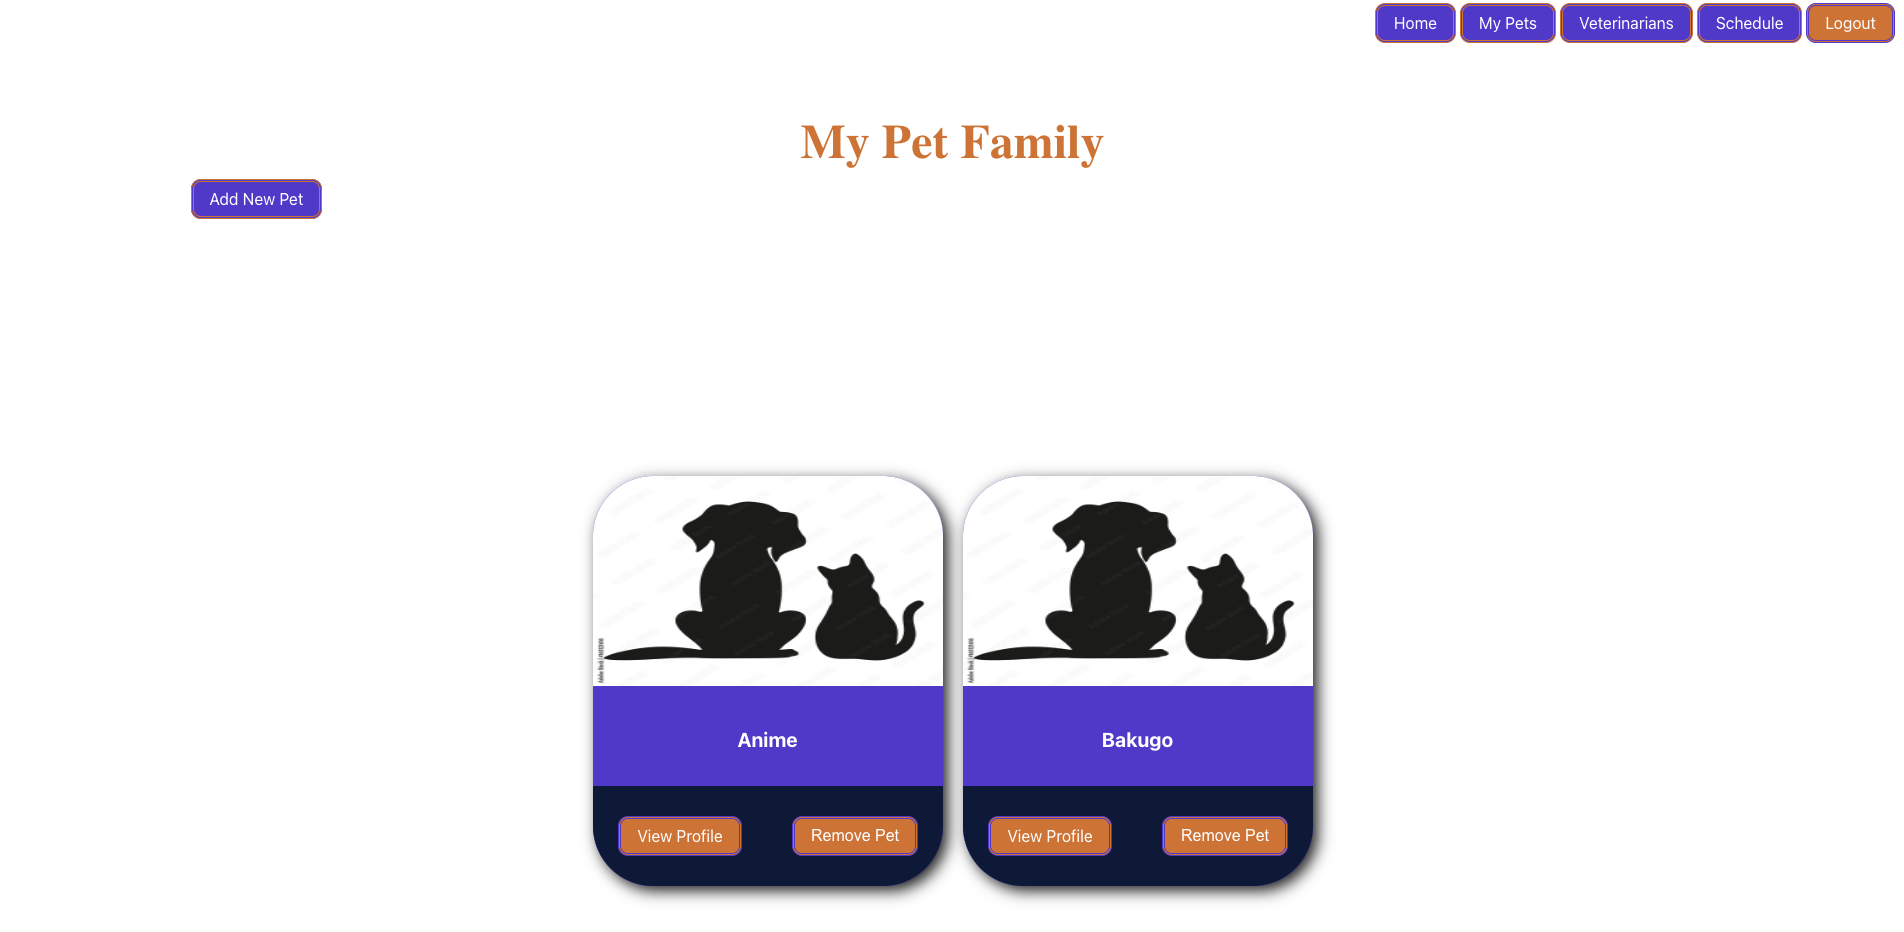 Home My Pets Veterinarians Schedule Logout
My Pet Family
Add New Pet
Anime
View Profile Remove Pet
Bakugo
View Profile Remove Pet